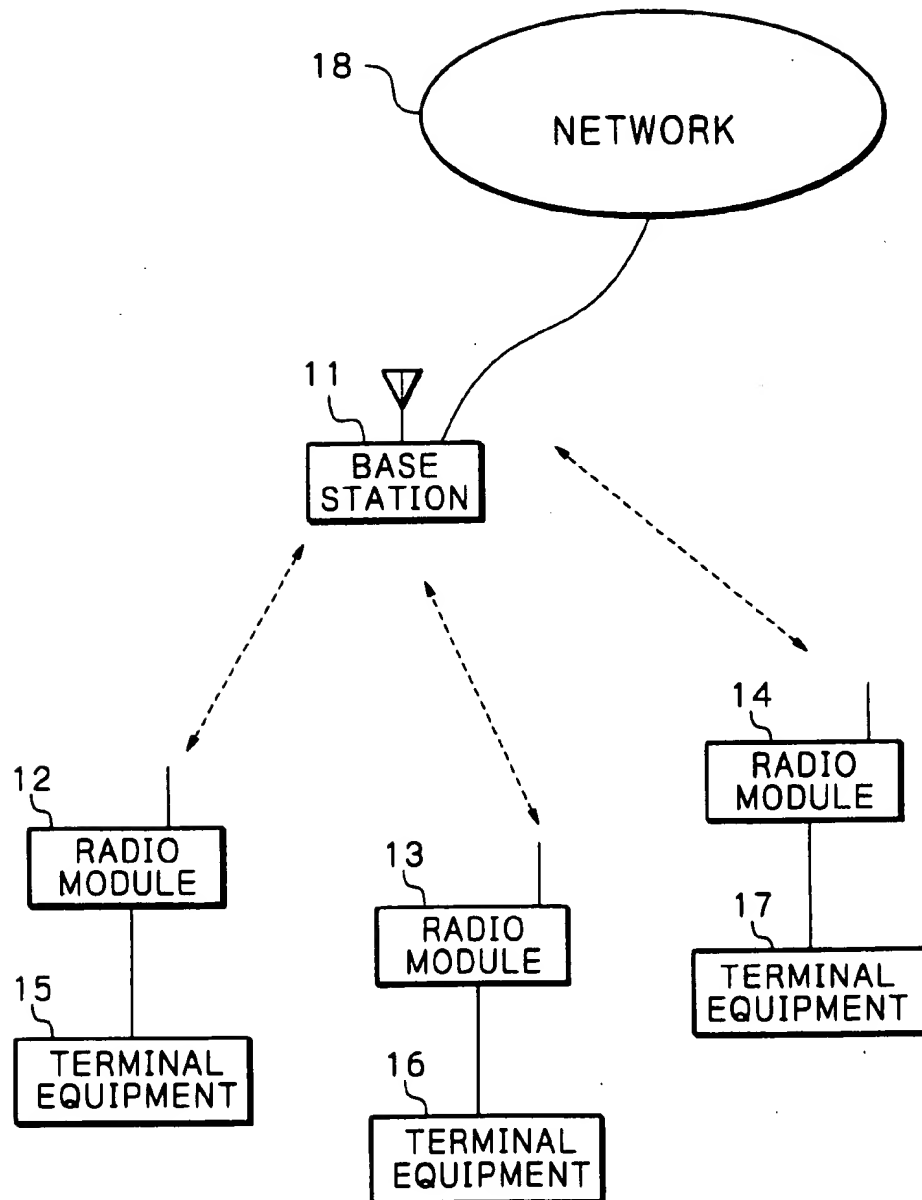 18
NETWORK
11
BASE
STATION
14
RADIO
MODULE
12
RADIO
MODULE
13
RADIO
MODULE
17
TERMINAL
EQUIPMENT
15
TERMINAL
EQUIPMENT
16
TERMINAL
EQUIPMENT